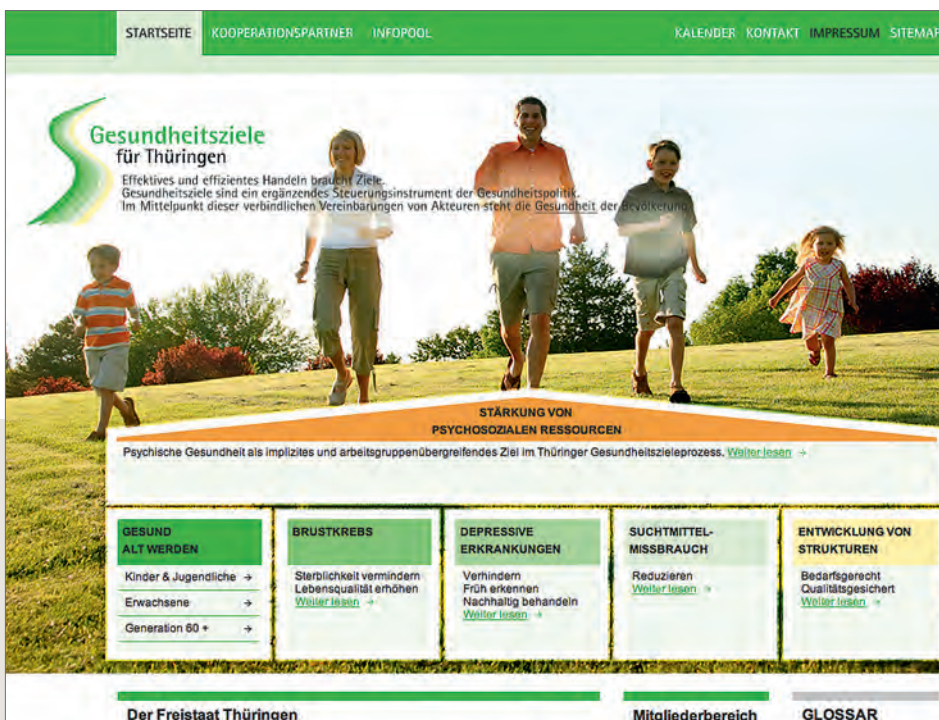 STARTSEITE KOOPERATIONSPARTNER INFOPOOL KALENDER KONTAKT IMPRESSUM SITEMAP
Gesundheitsziele
für Thüringen
Effektives und effizientes Handeln braucht Ziele.
Gesundheitsziele sind ein ergänzendes Steuerungsinstrument der Gesundheitspolitik.
Im Mittelpunkt dieser verbindlichen Vereinbarungen von Akteuren steht die Gesundheit der Bevölkerung.
STÄRKUNG VON
PSYCHOSOZIALEN RESSOURCEN
Psychische Gesundheit als implizites und arbeitsgruppenübergreifendes Ziel im Thüringer Gesundheitszieleprozess. Weiter lesen →
GESUND
ALT WERDEN
Kinder & Jugendliche →
Erwachsene →
Generation 60 + →
BRUSTKREBS
Sterblichkeit vermindern
Lebensqualität erhöhen
Weiter lesen →
DEPRESSIVE
ERKRANKUNGEN
Verhindern
Früh erkennen
Nachhaltig behandeln
Weiter lesen →
SUCHTMITTEL-
MISSBRAUCH
Reduzieren
Weiter lesen →
ENTWICKLUNG VON
STRUKTUREN
Bedarfsgerecht
Qualitätsgesichert
Weiter lesen →
Der Freistaat Thüringen
Mitgliederbereich
GLOSSAR